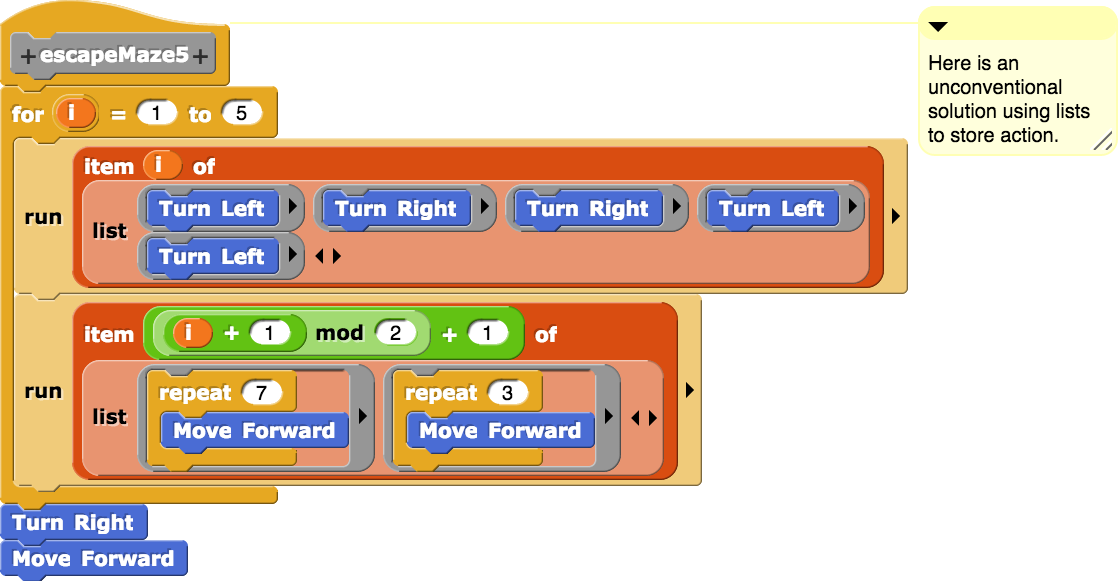 +escapeMaze5+
for i = 1 to 5
Here is an
unconventional
solution using lists
to store action.
item i of
run
list Turn Left Turn Right Turn Right Turn Left
Turn Left
item i + 1 mod 2 + 1 of
run
list
repeat 7 repeat 3
Move Forward Move Forward
Turn Right
Move Forward